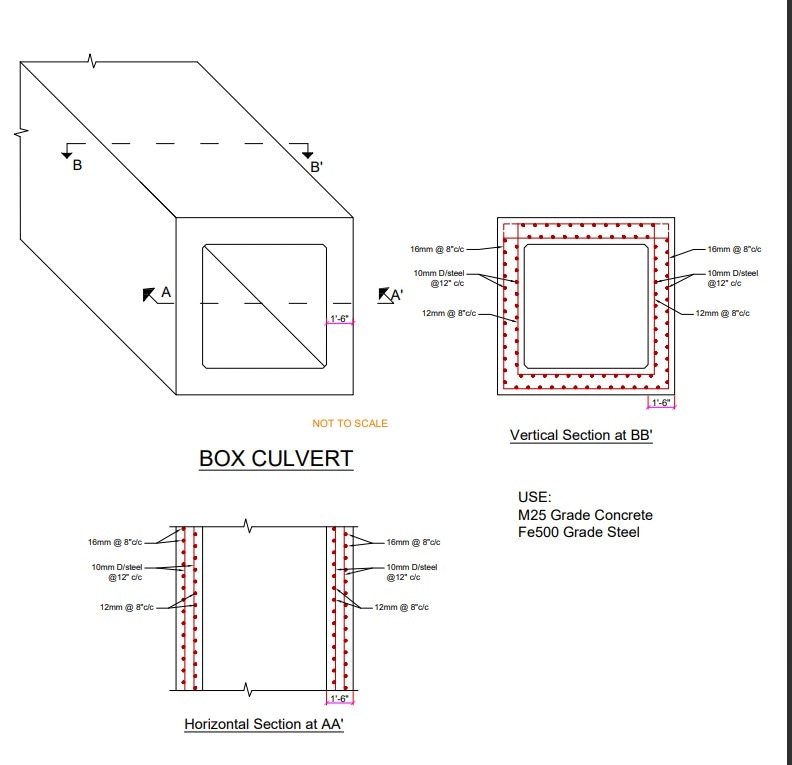 B
B'
A
A'
1'-6"
NOT TO SCALE
BOX CULVERT
16mm @ 8"c/c
10mm D/steel
@12" c/c
12mm @ 8"c/c
16mm @ 8"c/c
10mm D/steel
@12" c/c
12mm @ 8"c/c
1'-6"
Vertical Section at BB'
USE:
M25 Grade Concrete
Fe500 Grade Steel
16mm @ 8"c/c
10mm D/steel
@12" c/c
12mm @ 8"c/c
16mm @ 8"c/c
10mm D/steel
@12" c/c
12mm @ 8"c/c
1'-6"
Horizontal Section at AA'